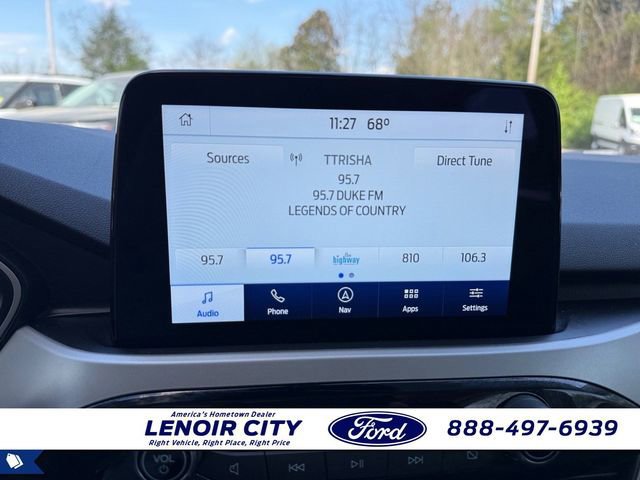 11:27 68°
Sources TTRISHA Direct Tune
95.7
95.7 DUKE FM
LEGENDS OF COUNTRY
95.7 95.7 the highway 810 106.3
Audio Phone Nav Apps Settings
America's Hometown Dealer
LENOIR CITY
Right Vehicle, Right Place, Right Price
Ford
888-497-6939
VOL